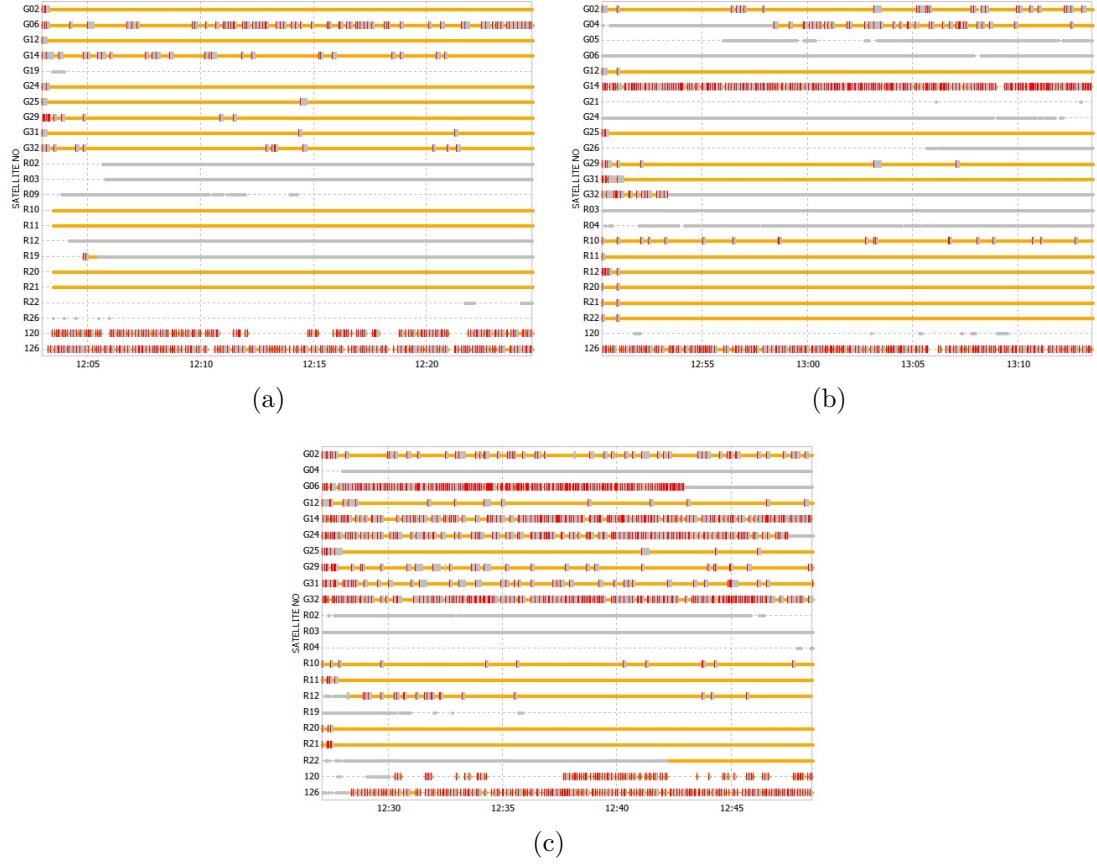 G02
G06
G12
G14
G19
G24
G25
G29
G31
G32
R02
R03
R09
R10
R11
R12
R19
R20
R21
R22
R26
120
126
SATELLITE NO
12:05 12:10 12:15 12:20
(a)
G02
G04
G05
G06
G12
G14
G21
G24
G25
G26
G29
G31
G32
R03
R04
R10
R11
R12
R20
R21
R22
120
126
SATELLITE NO
12:55 13:00 13:05 13:10
(b)
G02
G04
G06
G12
G14
G24
G25
G29
G31
G32
R02
R03
R04
R10
R11
R12
R19
R20
R21
R22
120
126
SATELLITE NO
12:30 12:35 12:40 12:45
(c)